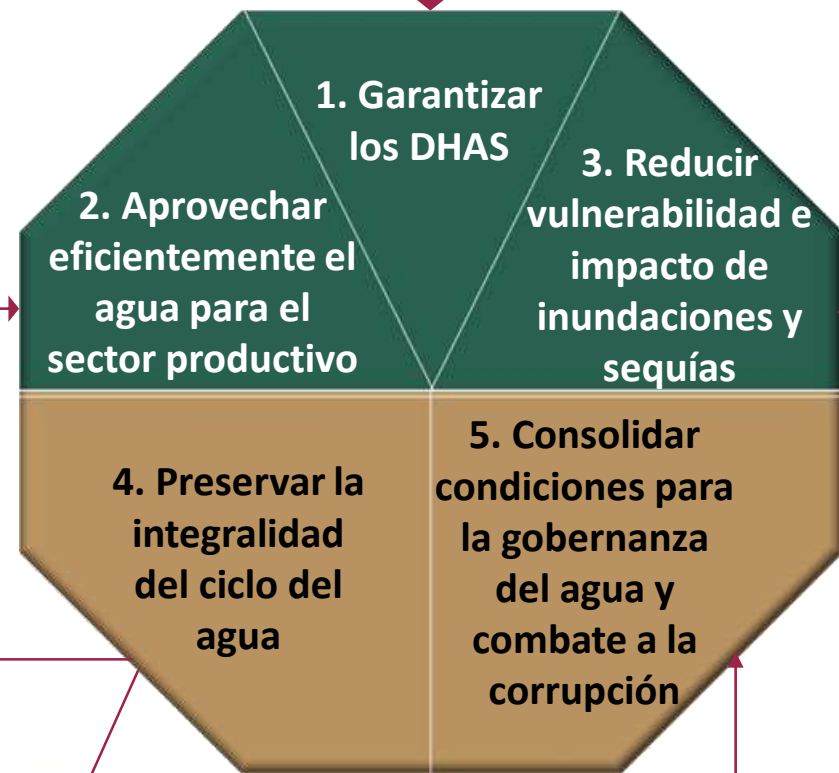 1. Garantizar
los DHAS
2. Aprovechar
eficientemente el
agua para el
sector productivo
3. Reducir
vulnerabilidad e
impacto de
inundaciones y
sequías
4. Preservar la
integralidad
del ciclo del
agua
5. Consolidar
condiciones para
la gobernanza
del agua y
combate a la
corrupción